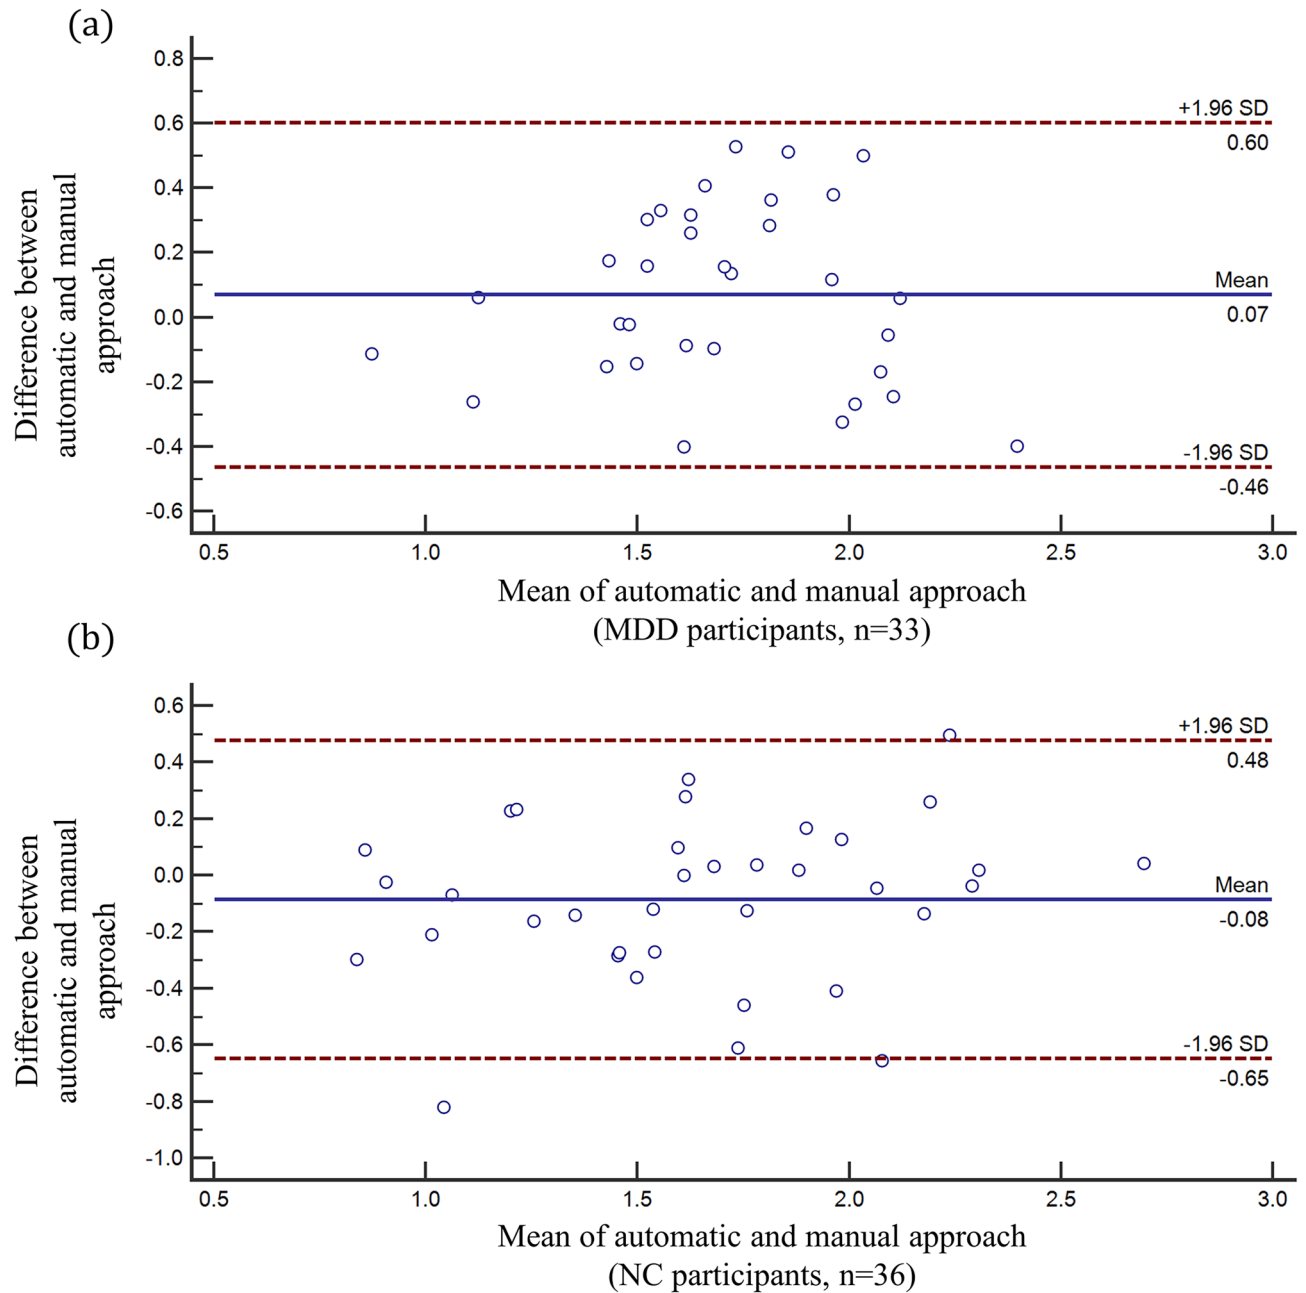 (a)
0.8
0.6
0.4
0.2
0.0
-0.2
-0.4
-0.6
Difference between
automatic and manual
approach
+1.96 SD
0.60
Mean
0.07
-1.96 SD
-0.46
0.5 1.0 1.5 2.0 2.5 3.0
Mean of automatic and manual approach
(MDD participants, n=33)
(b)
0.6
0.4
0.2
0.0
-0.2
-0.4
-0.6
-0.8
-1.0
Difference between
automatic and manual
approach
+1.96 SD
0.48
Mean
-0.08
-1.96 SD
-0.65
0.5 1.0 1.5 2.0 2.5 3.0
Mean of automatic and manual approach
(NC participants, n=36)